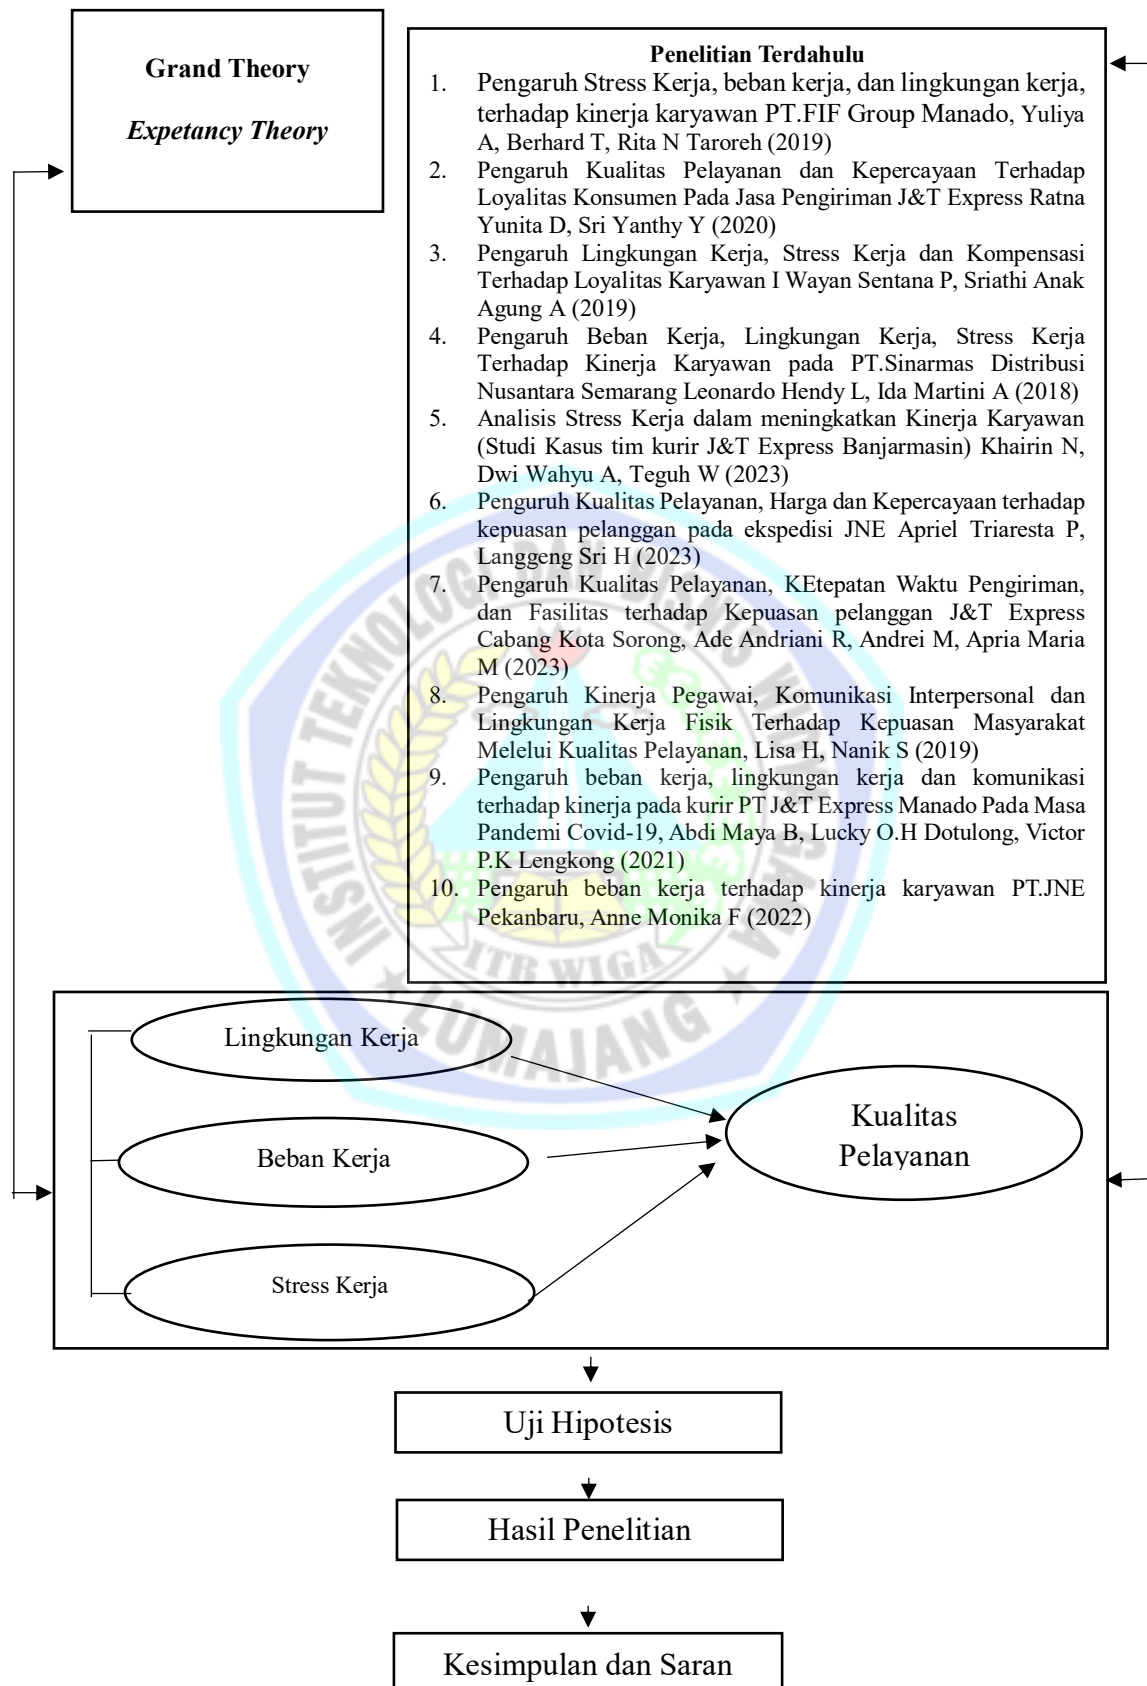 Grand Theory
Expetancy Theory
Penelitian Terdahulu
1. Pengaruh Stress Kerja, beban kerja, dan lingkungan kerja,
terhadap kinerja karyawan PT.FIF Group Manado, Yuliya
A, Berhard T, Rita N Taroreh (2019)
2. Pengaruh Kualitas Pelayanan dan Kepercayaan Terhadap
Loyalitas Konsumen Pada Jasa Pengiriman J&T Express Ratna
Yunita D, Sri Yanthy Y (2020)
3. Pengaruh Lingkungan Kerja, Stress Kerja dan Kompensasi
Terhadap Loyalitas Karyawan I Wayan Sentana P, Sriathi Anak
Agung A (2019)
4. Pengaruh Beban Kerja, Lingkungan Kerja, Stress Kerja
Terhadap Kinerja Karyawan pada PT.Sinarmas Distribusi
Nusantara Semarang Leonardo Hendy L, Ida Martini A (2018)
5. Analisis Stress Kerja dalam meningkatkan Kinerja Karyawan
(Studi Kasus tim kurir J&T Express Banjarmasin) Khairin N,
Dwi Wahyu A, Teguh W (2023)
6. Penguruh Kualitas Pelayanan, Harga dan Kepercayaan terhadap
kepuasan pelanggan pada ekspedisi JNE Apriel Triaresta P,
Langgeng Sri H (2023)
7. Pengaruh Kualitas Pelayanan, KEtepatan Waktu Pengiriman,
dan Fasilitas terhadap Kepuasan pelanggan J&T Express
Cabang Kota Sorong, Ade Andriani R, Andrei M, Apria Maria
M (2023)
8. Pengaruh Kinerja Pegawai, Komunikasi Interpersonal dan
Lingkungan Kerja Fisik Terhadap Kepuasan Masyarakat
Melelui Kualitas Pelayanan, Lisa H, Nanik S (2019)
9. Pengaruh beban kerja, lingkungan kerja dan komunikasi
terhadap kinerja pada kurir PT J&T Express Manado Pada Masa
Pandemi Covid-19, Abdi Maya B, Lucky O.H Dotulong, Victor
P.K Lengkong (2021)
10. Pengaruh beban kerja terhadap kinerja karyawan PT.JNE
Pekanbaru, Anne Monika F (2022)
INSTITUT TEKNOLOGI DAN BISNIS WIDYA GAMA
ITB WIGA
LUMAJANG
Lingkungan Kerja
Beban Kerja
Stress Kerja
Kualitas
Pelayanan
Uji Hipotesis
Hasil Penelitian
Kesimpulan dan Saran